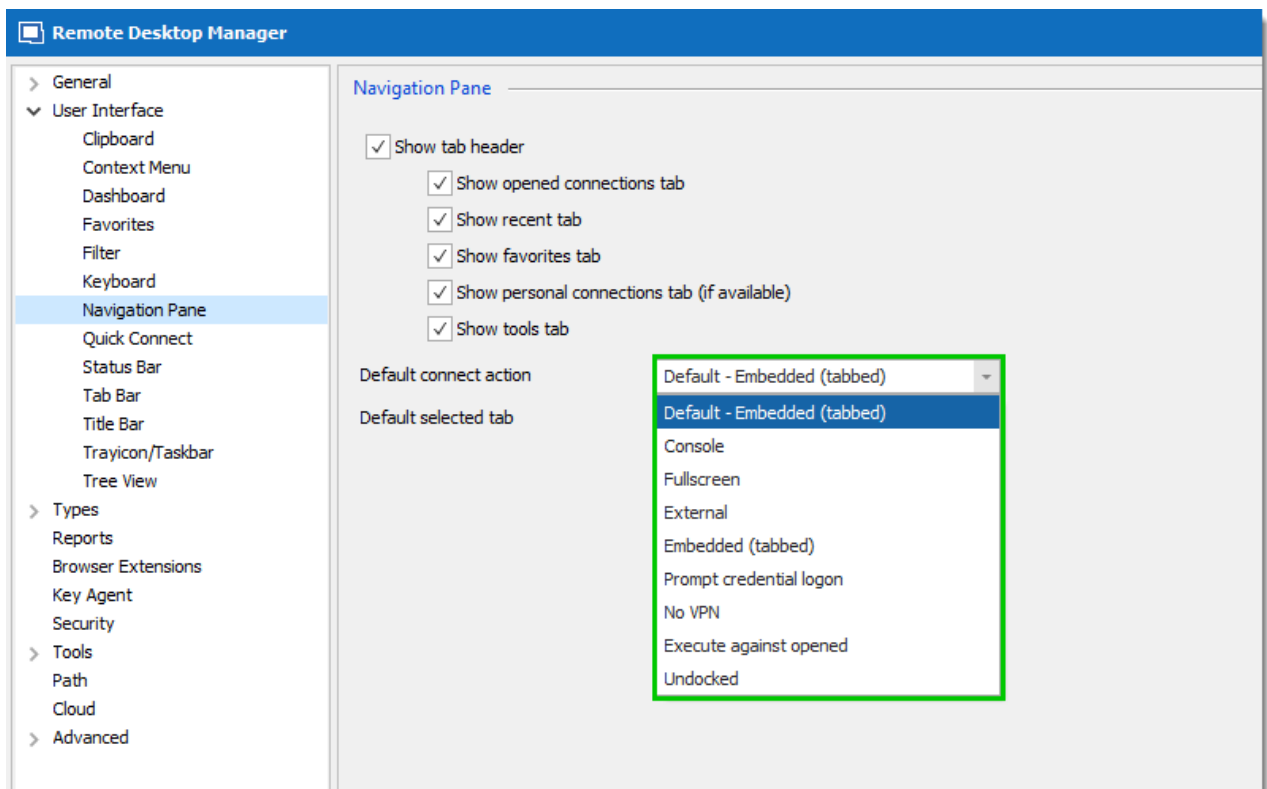 Remote Desktop Manager
General
User Interface
Clipboard
Context Menu
Dashboard
Favorites
Filter
Keyboard
Navigation Pane
Quick Connect
Status Bar
Tab Bar
Title Bar
Trayicon/Taskbar
Tree View
Types
Reports
Browser Extensions
Key Agent
Security
Tools
Path
Cloud
Advanced
Navigation Pane
Show tab header
Show opened connections tab
Show recent tab
Show favorites tab
Show personal connections tab (if available)
Show tools tab
Default connect action
Default - Embedded (tabbed)
Default selected tab
Default - Embedded (tabbed)
Console
Fullscreen
External
Embedded (tabbed)
Prompt credential logon
No VPN
Execute against opened
Undocked